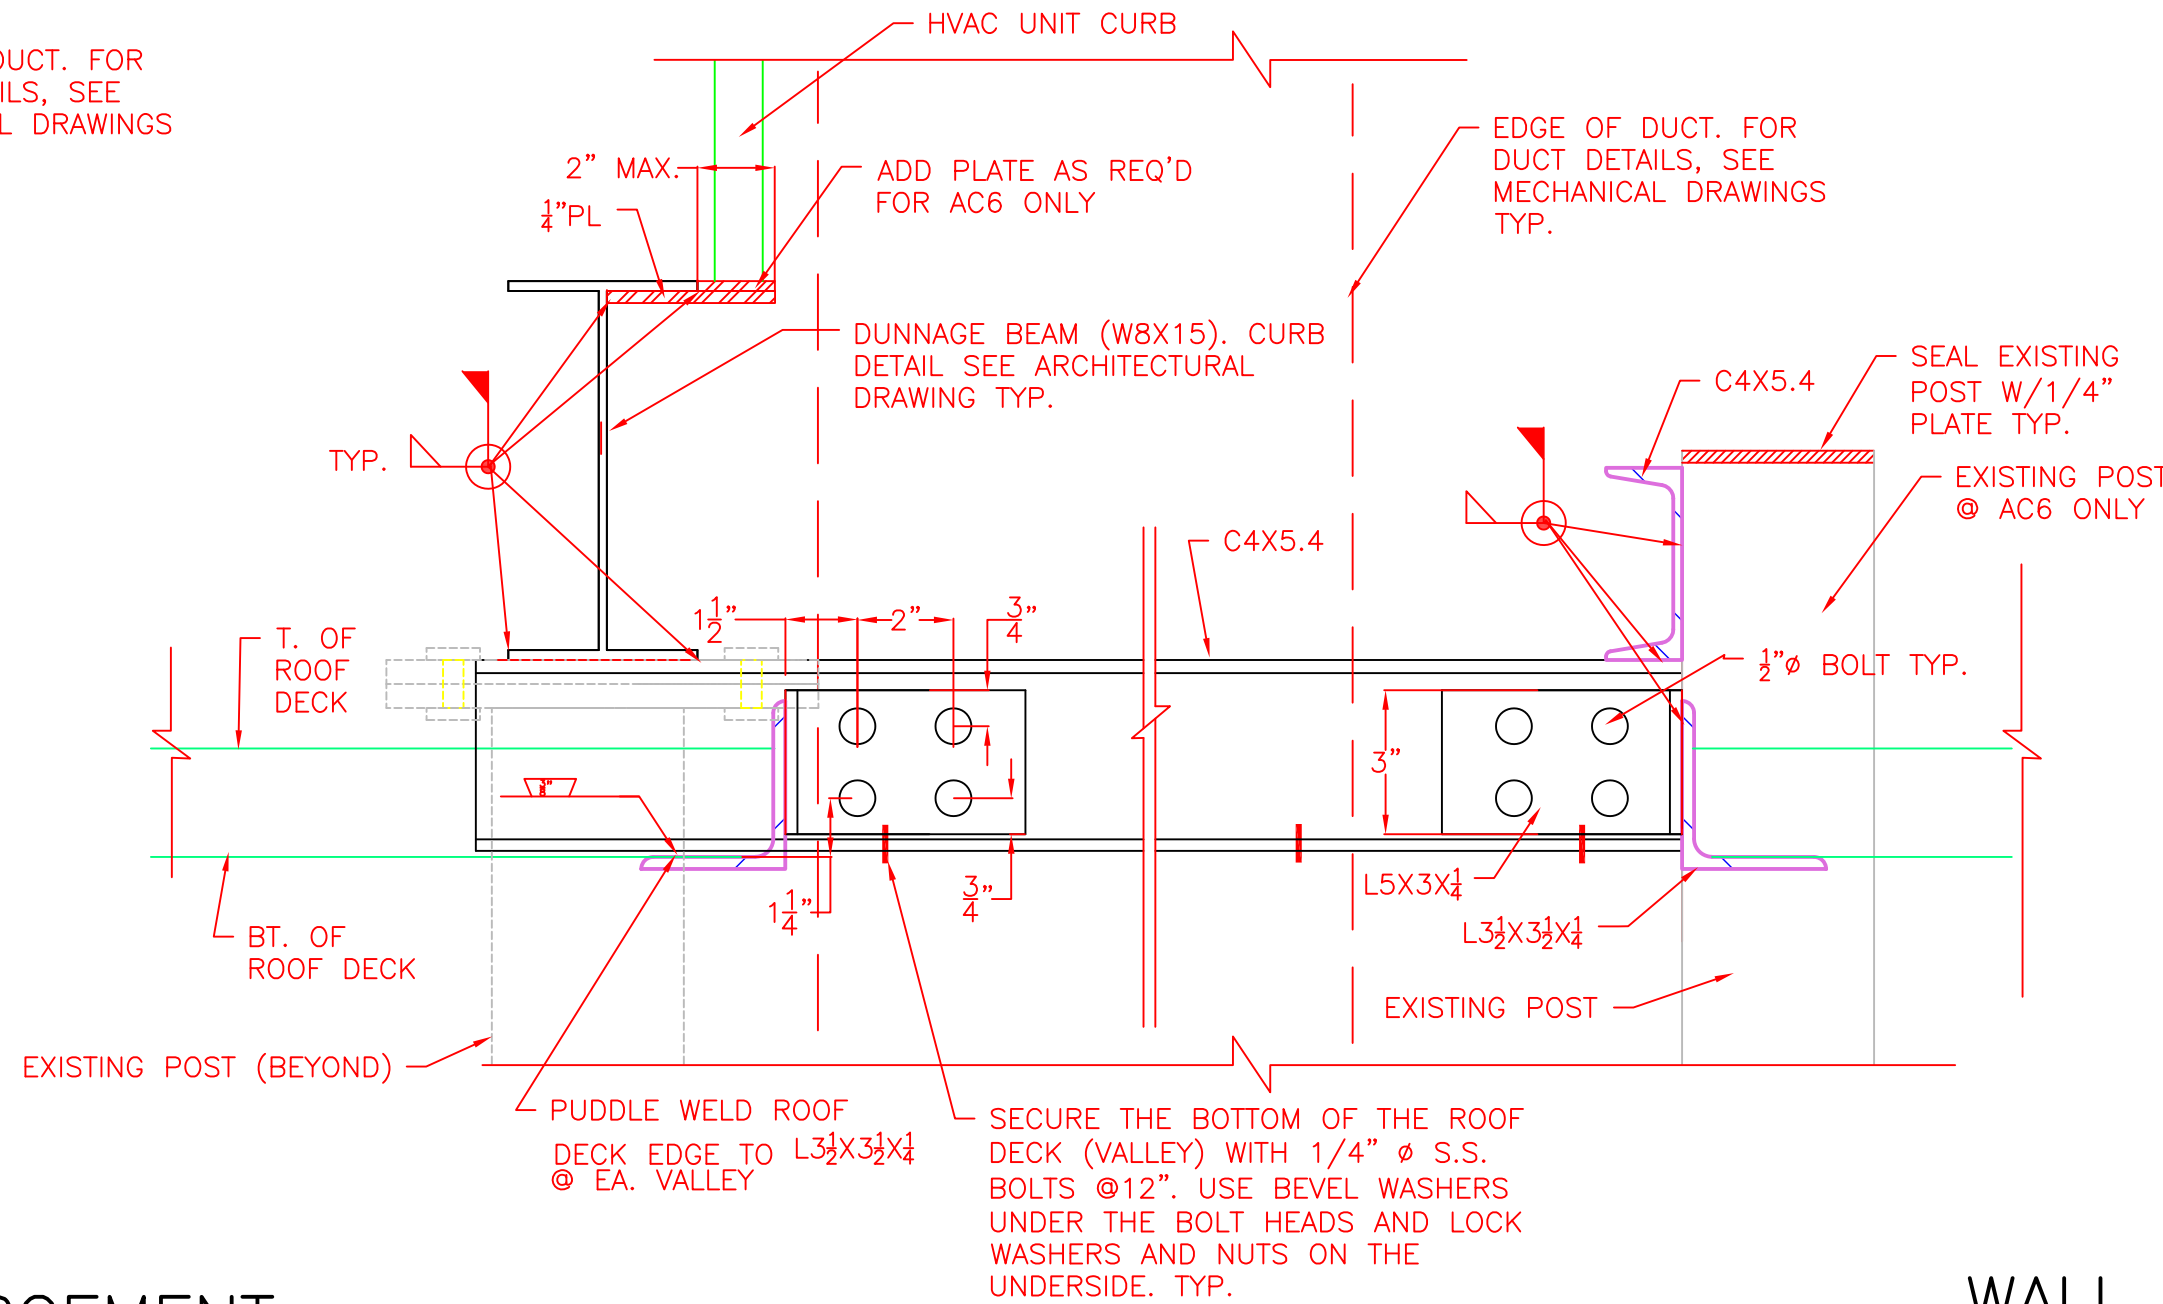 HVAC UNIT CURB
DUCT. FOR
ILS, SEE
L DRAWINGS
2" MAX.
1/4"PL
ADD PLATE AS REQ'D
FOR AC6 ONLY
EDGE OF DUCT. FOR
DUCT DETAILS, SEE
MECHANICAL DRAWINGS
TYP.
DUNNAGE BEAM (W8X15). CURB
DETAIL SEE ARCHITECTURAL
DRAWING TYP.
SEAL EXISTING
POST W/1/4"
PLATE TYP.
C4X5.4
TYP.
EXISTING POST
@ AC6 ONLY
C4X5.4
1 1/2"
2"
3/4"
T. OF
ROOF
DECK
1/2"ø BOLT TYP.
3"
L5X3X1/4
1 1/4"
3/4"
L3 1/2X3 1/2X1/4
BT. OF
ROOF DECK
EXISTING POST
EXISTING POST (BEYOND)
PUDDLE WELD ROOF
DECK EDGE TO L3 1/2X3 1/2X1/4
@ EA. VALLEY
SECURE THE BOTTOM OF THE ROOF
DECK (VALLEY) WITH 1/4" ø S.S.
BOLTS @12". USE BEVEL WASHERS
UNDER THE BOLT HEADS AND LOCK
WASHERS AND NUTS ON THE
UNDERSIDE. TYP.